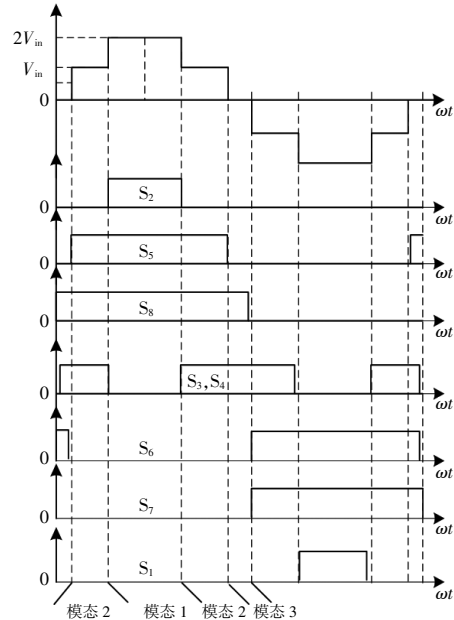 2V_in
V_in
0
ωt
0
S_2
ωt
0
S_5
ωt
0
S_8
ωt
0
S_3,S_4
ωt
0
S_6
ωt
0
S_7
ωt
0
S_1
ωt
模态 2 模态 1 模态 2 模态 3